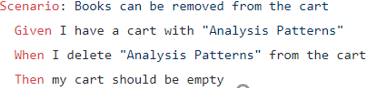 Scenario: Books can be removed from the cart
Given I have a cart with "Analysis Patterns"
When I delete "Analysis Patterns" from the cart
Then my cart should be empty